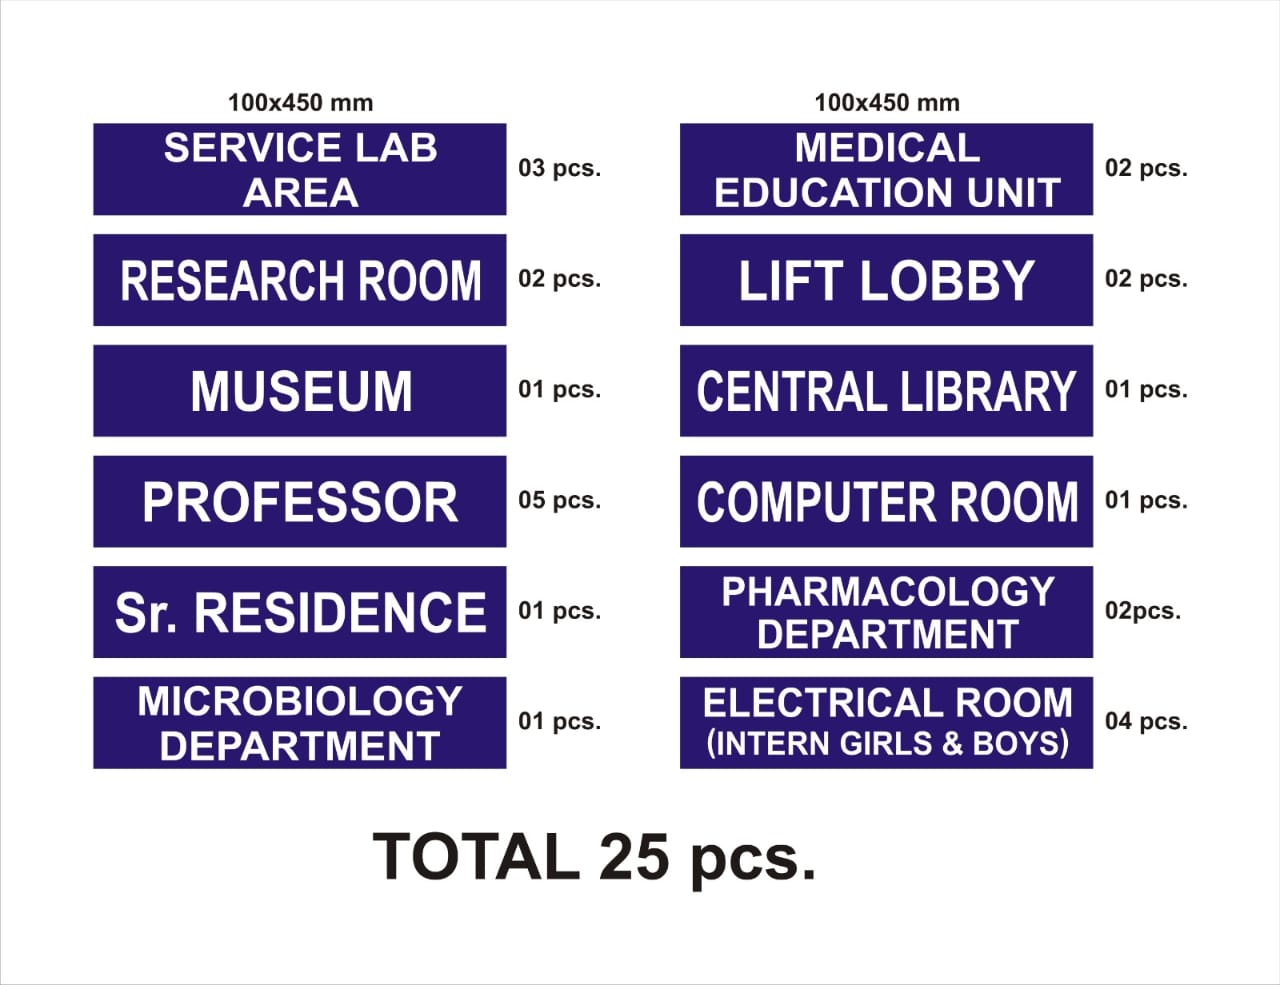 100x450 mm
SERVICE LAB
AREA
03 pcs.
RESEARCH ROOM
02 pcs.
MUSEUM
01 pcs.
PROFESSOR
05 pcs.
Sr. RESIDENCE
01 pcs.
MICROBIOLOGY
DEPARTMENT
01 pcs.
100x450 mm
MEDICAL
EDUCATION UNIT
02 pcs.
LIFT LOBBY
02 pcs.
CENTRAL LIBRARY
01 pcs.
COMPUTER ROOM
01 pcs.
PHARMACOLOGY
DEPARTMENT
02pcs.
ELECTRICAL ROOM
(INTERN GIRLS & BOYS)
04 pcs.
TOTAL 25 pcs.